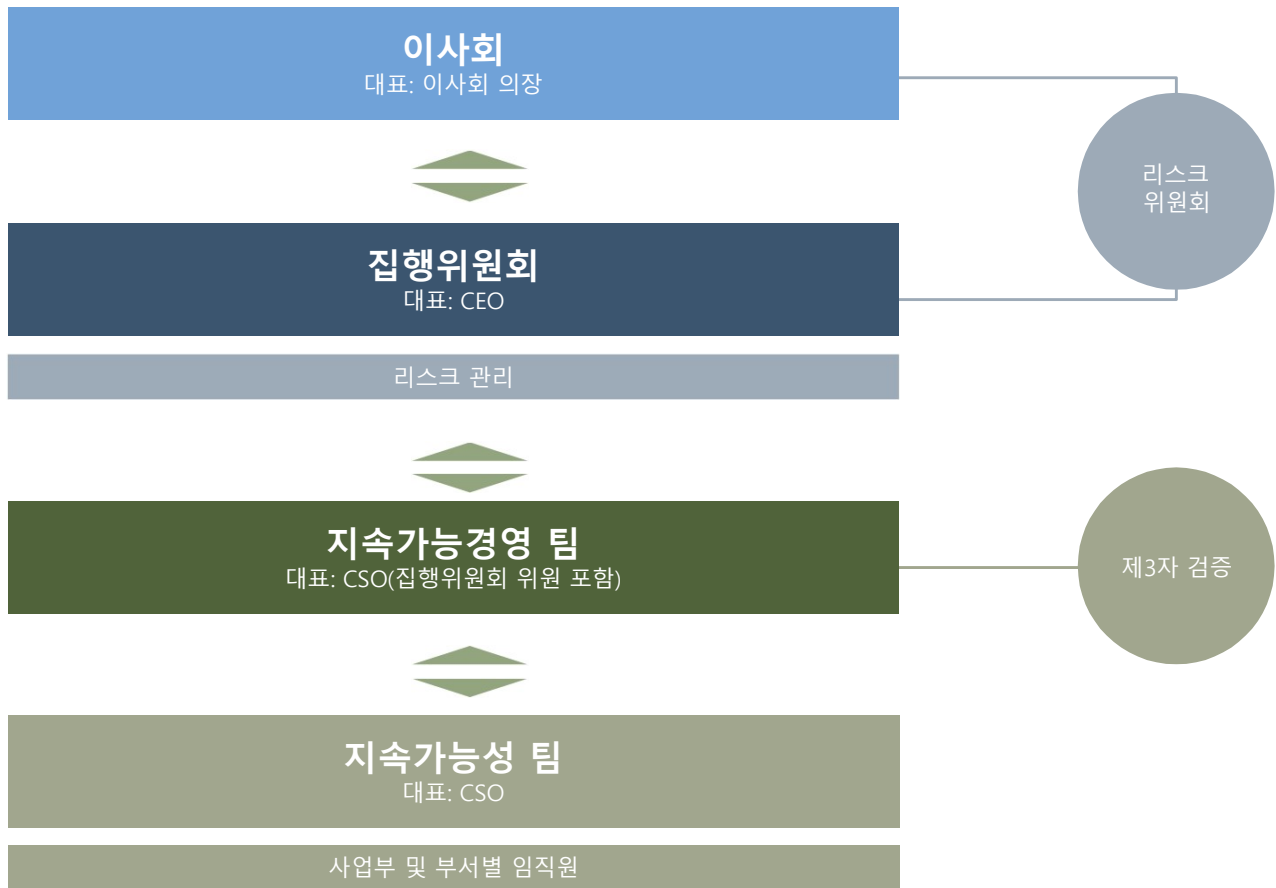 이사회
대표: 이사회 의장
리스크
위원회
집행위원회
대표: CEO
리스크 관리
지속가능경영 팀
대표: CSO(집행위원회 위원 포함)
제3자 검증
지속가능성 팀
대표: CSO
사업부 및 부서별 임직원